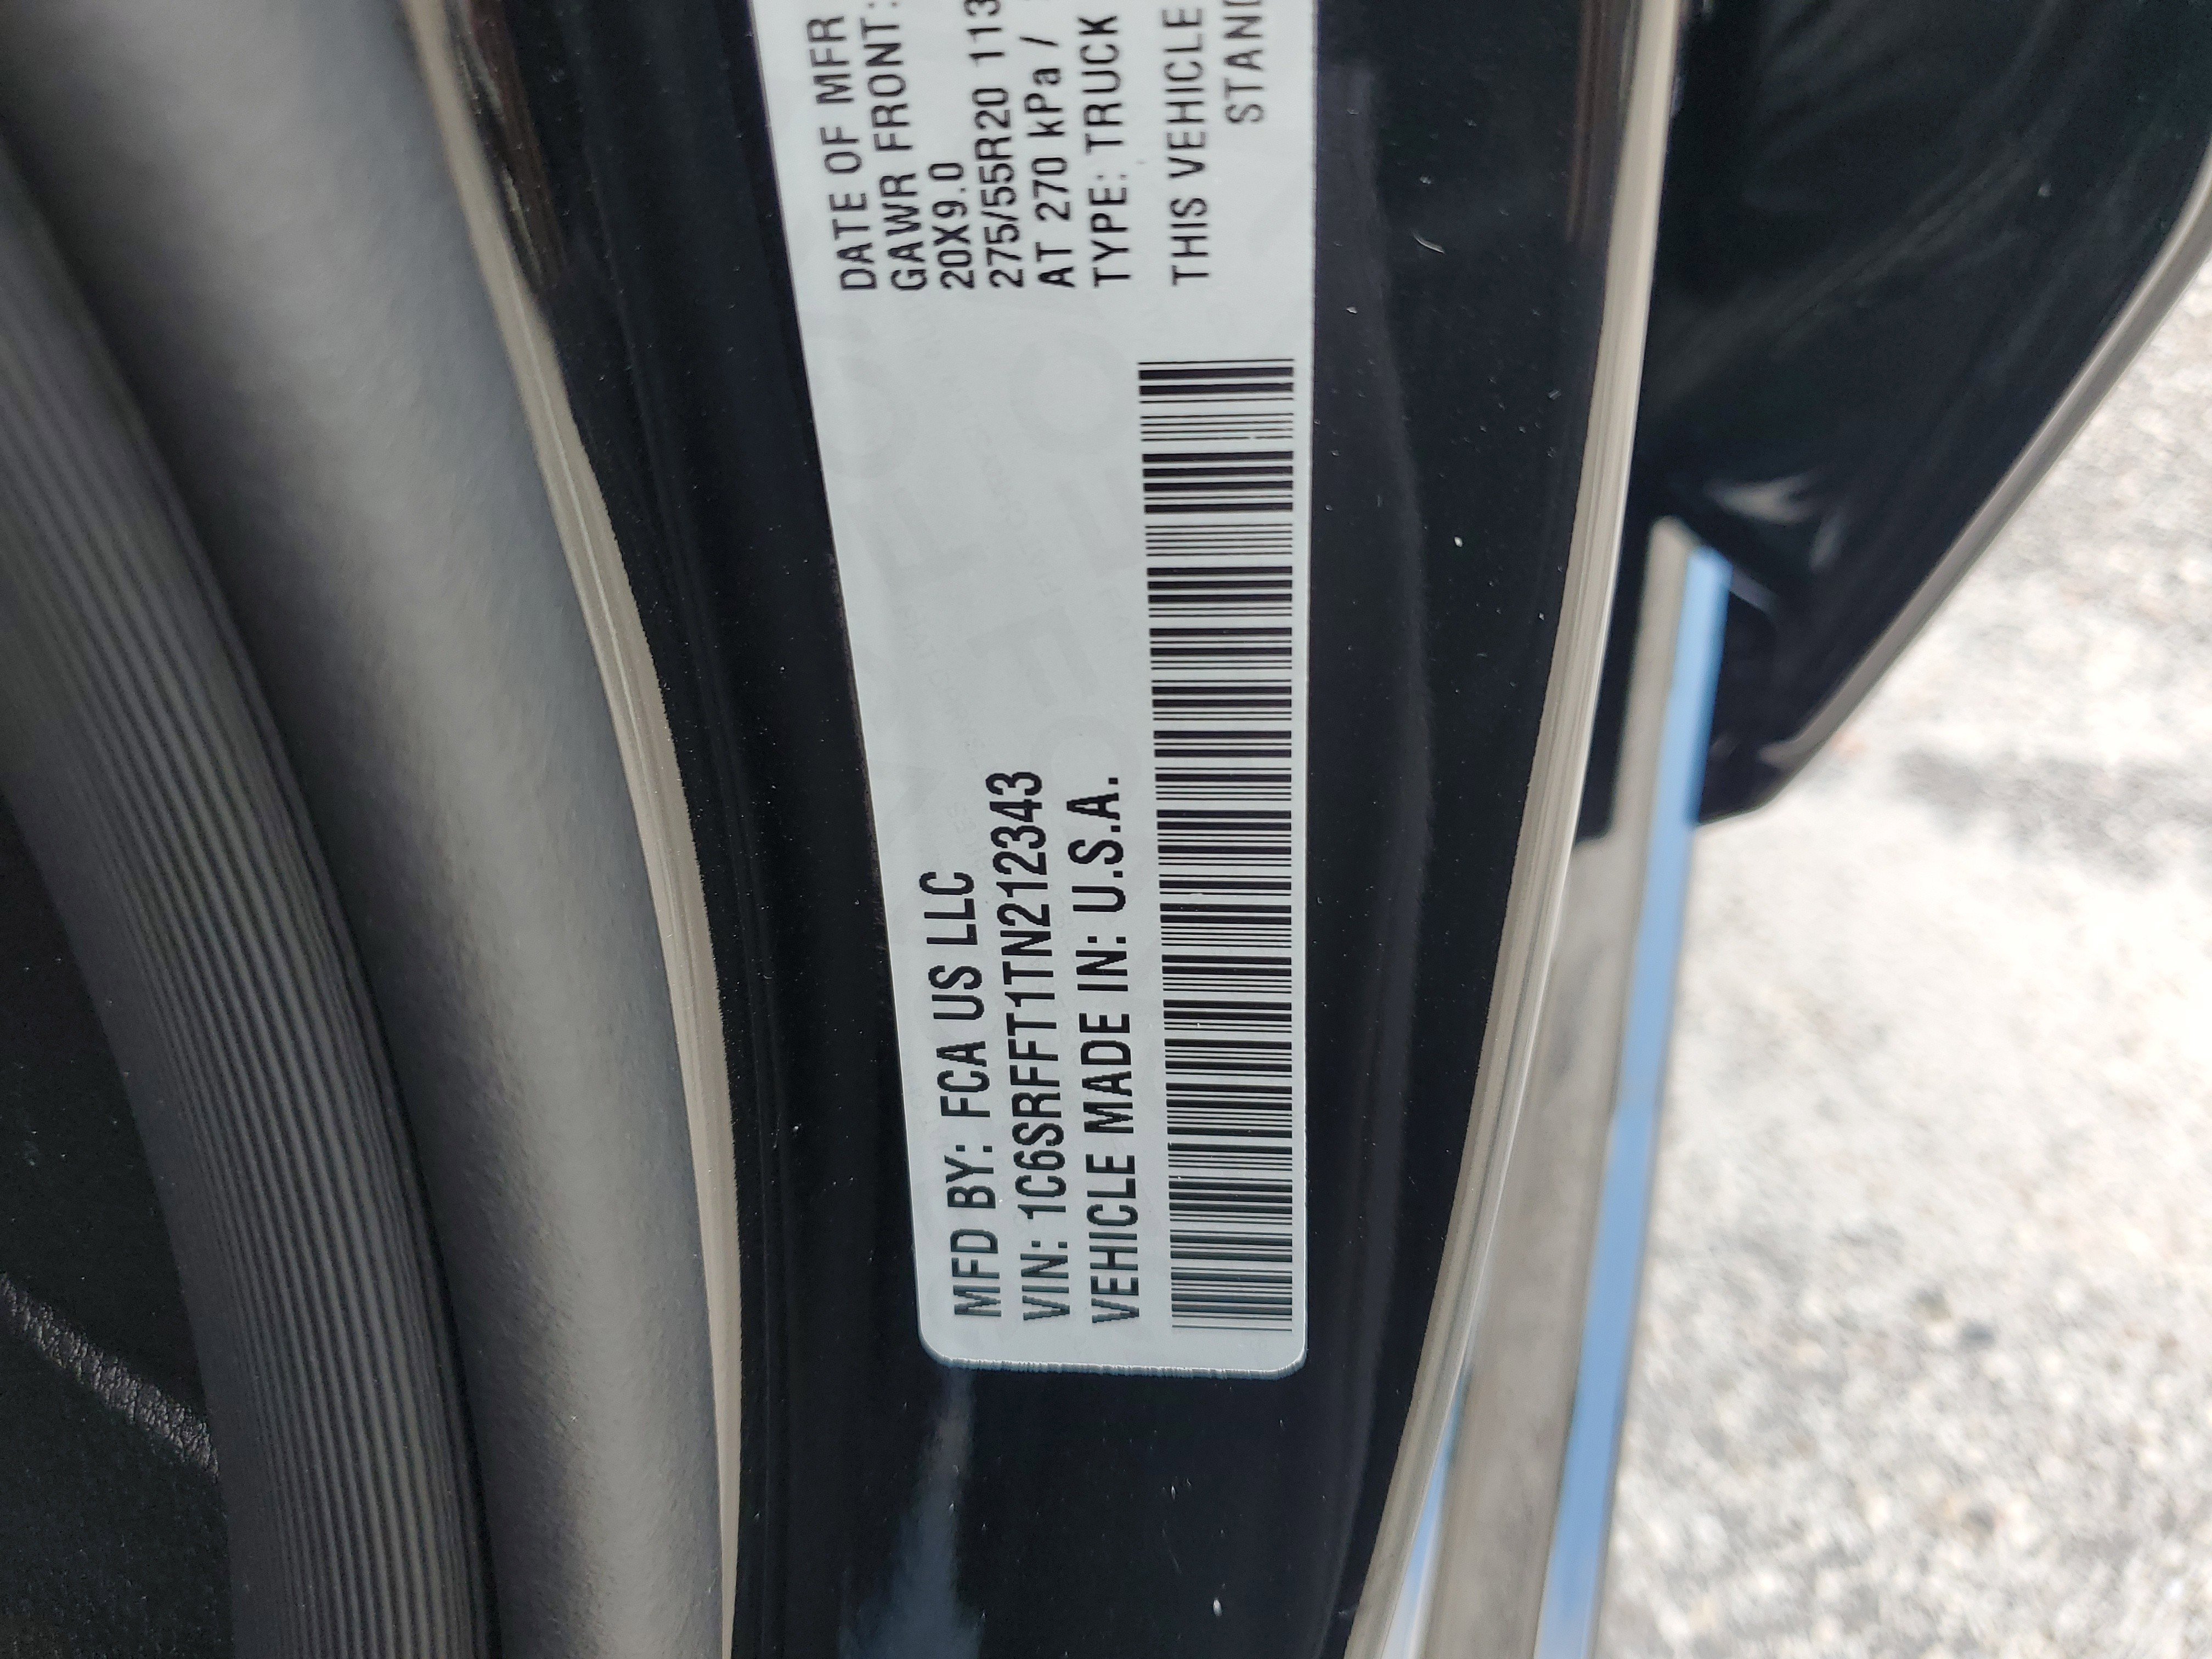 MFD BY: FCA US LLC
VIN: 1C6SRFFT1TN212343
VEHICLE MADE IN: U.S.A.
DATE OF MFR
GAWR FRONT:
20X9.0
275/55R20 113
AT 270 kPa /
TYPE: TRUCK
THIS VEHICLE
STAND